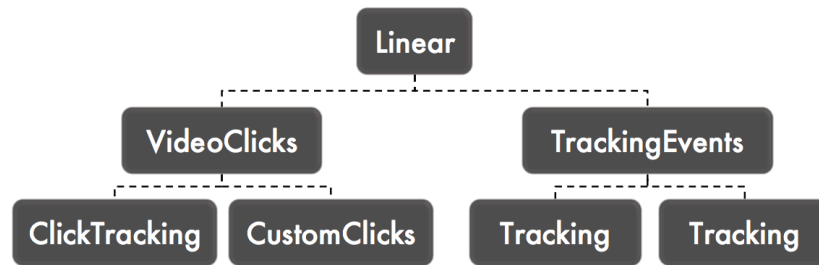 Linear
VideoClicks
TrackingEvents
ClickTracking
CustomClicks
Tracking
Tracking